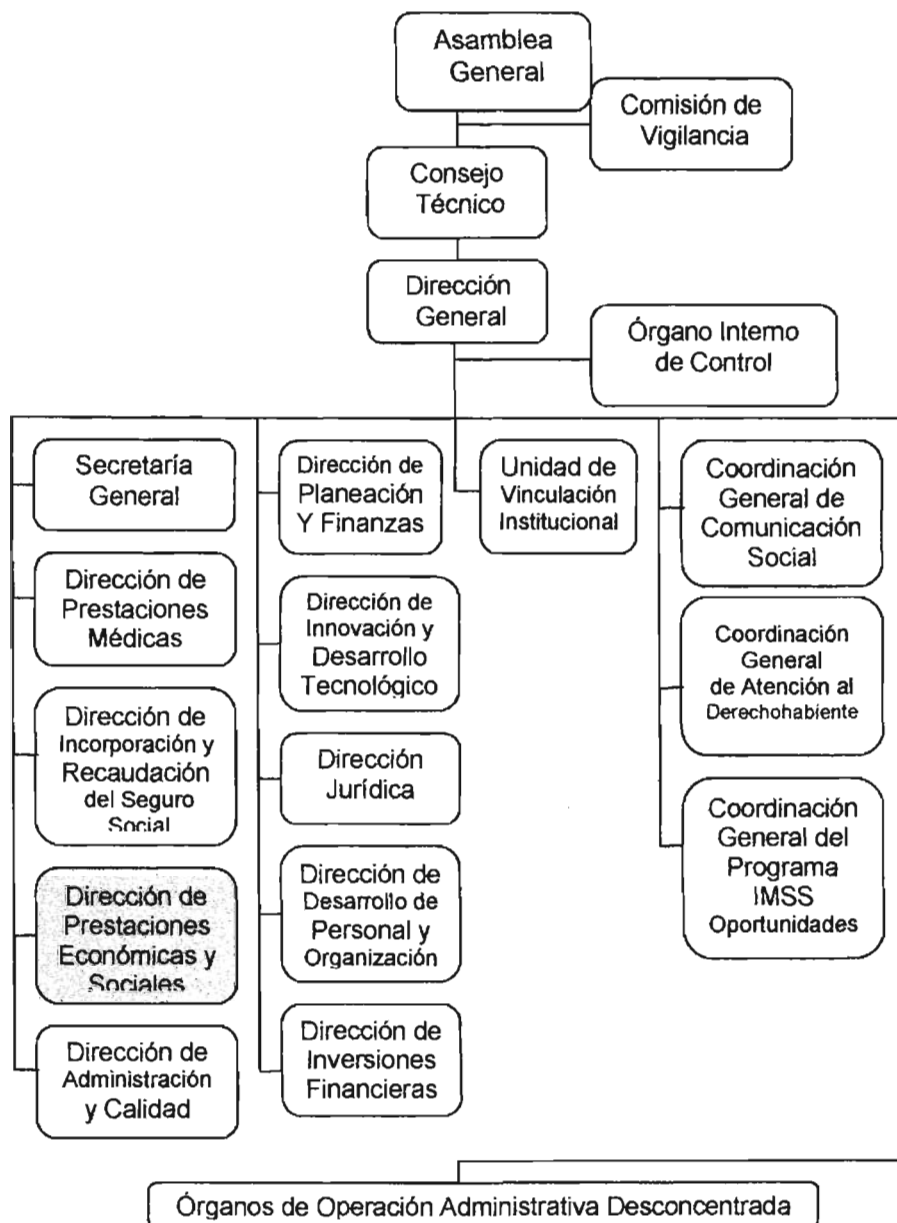 Asamblea
General
Comisión de
Vigilancia
Consejo
Técnico
Dirección
General
Órgano Interno
de Control
Secretaría
General
Dirección de
Prestaciones
Médicas
Dirección de
Incorporación y
Recaudación
del Seguro
Social
Dirección de
Prestaciones
Económicas y
Sociales
Dirección de
Administración
y Calidad
Dirección de
Planeación
Y Finanzas
Dirección de
Innovación y
Desarrollo
Tecnológico
Dirección
Jurídica
Dirección de
Desarrollo de
Personal y
Organización
Dirección de
Inversiones
Financieras
Unidad de
Vinculación
Institucional
Coordinación
General de
Comunicación
Social
Coordinación
General
de Atención al
Derechohabiente
Coordinación
General del
Programa
IMSS
Oportunidades
Órganos de Operación Administrativa Desconcentrada